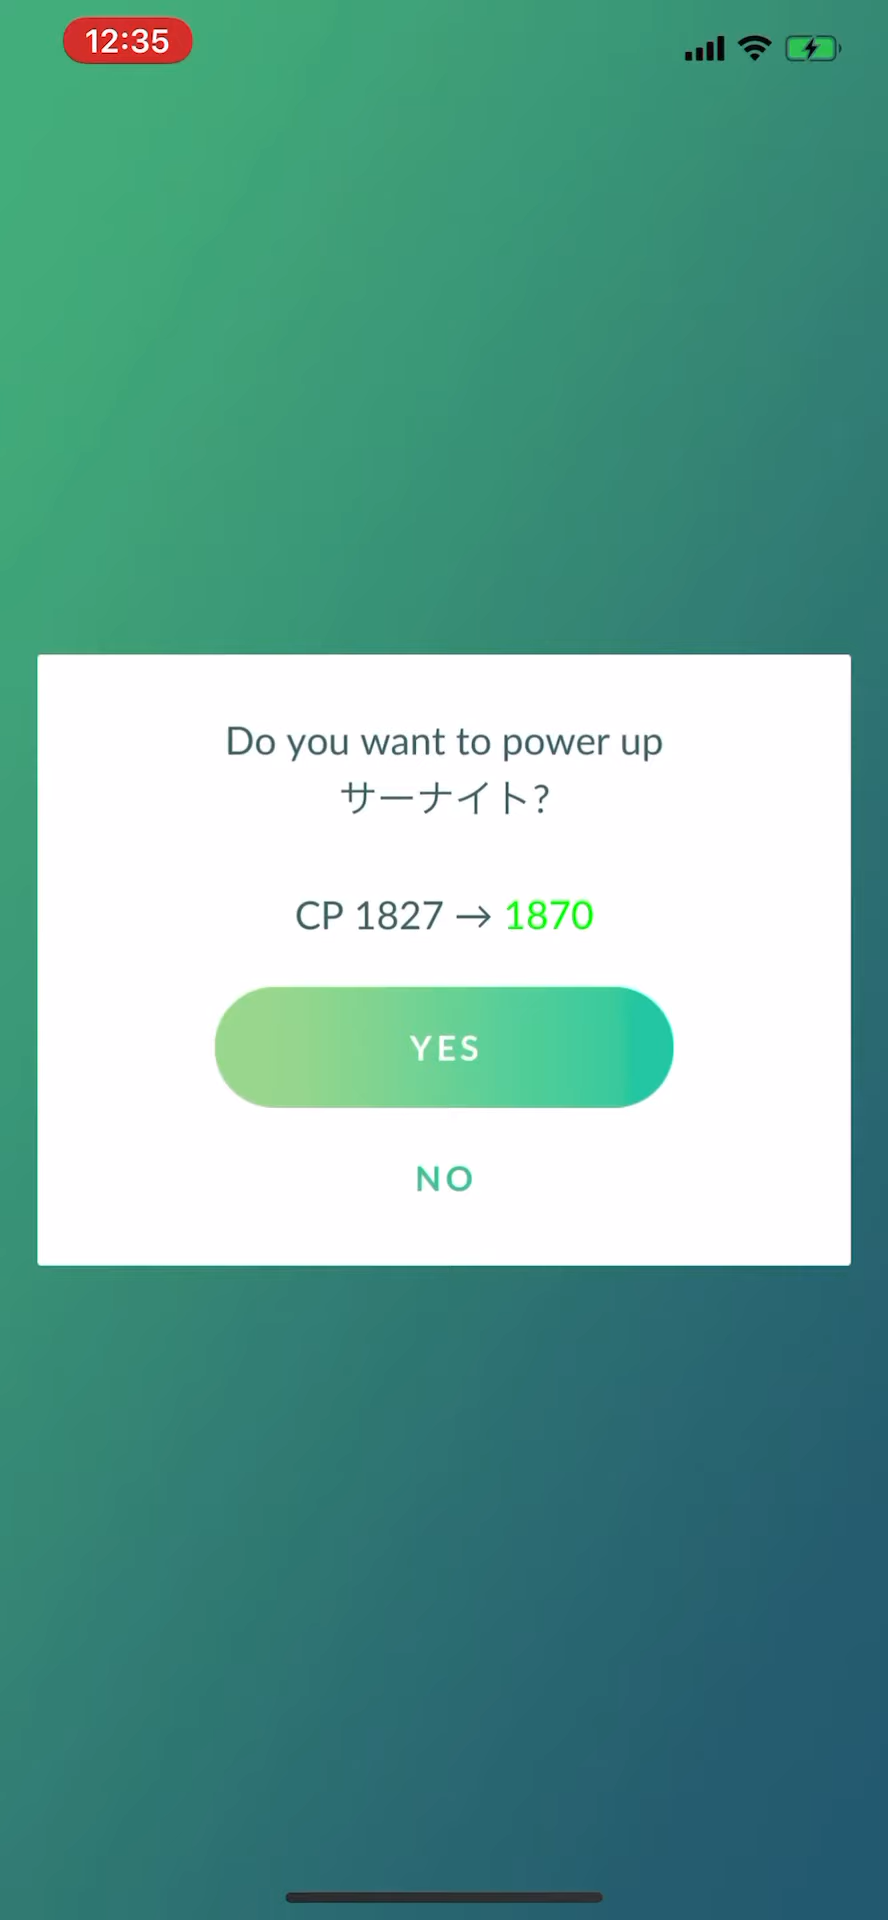 12:35
Do you want to power up
サーナイト?
CP 1827 → 1870
YES
NO